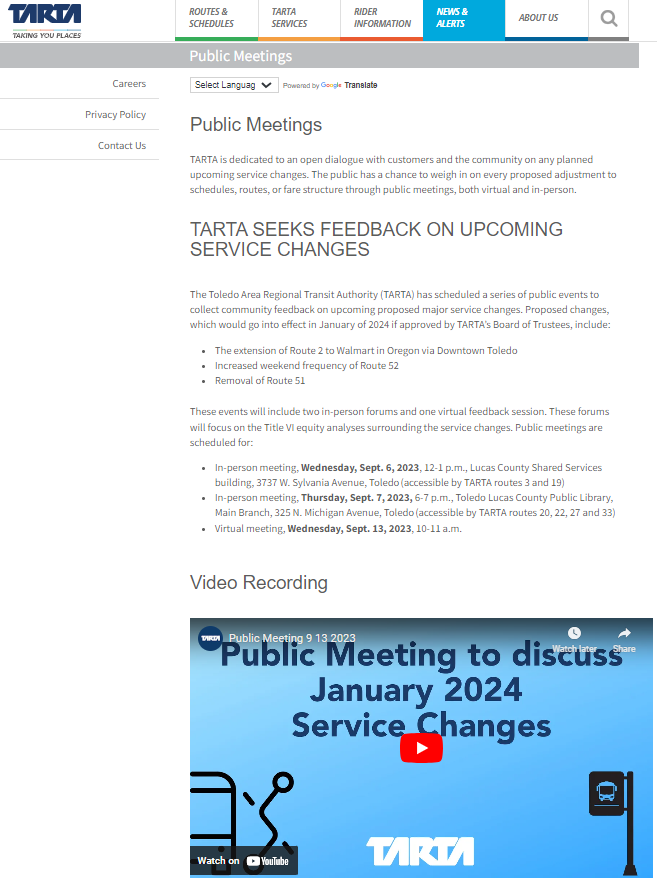 TARTA
TAKING YOU PLACES
ROUTES &
SCHEDULES
TARTA
SERVICES
RIDER
INFORMATION
NEWS &
ALERTS
ABOUT US
Public Meetings
Careers
Privacy Policy
Contact Us
Select Languag
Powered by Google Translate
Public Meetings
TARTA is dedicated to an open dialogue with customers and the community on any planned
upcoming service changes. The public has a chance to weigh in on every proposed adjustment to
schedules, routes, or fare structure through public meetings, both virtual and in-person.
TARTA SEEKS FEEDBACK ON UPCOMING
SERVICE CHANGES
The Toledo Area Regional Transit Authority (TARTA) has scheduled a series of public events to
collect community feedback on upcoming proposed major service changes. Proposed changes,
which would go into effect in January of 2024 if approved by TARTA's Board of Trustees, include:
• The extension of Route 2 to Walmart in Oregon via Downtown Toledo
• Increased weekend frequency of Route 52
• Removal of Route 51
These events will include two in-person forums and one virtual feedback session. These forums
will focus on the Title VI equity analyses surrounding the service changes. Public meetings are
scheduled for:
• In-person meeting, Wednesday, Sept. 6, 2023, 12-1 p.m., Lucas County Shared Services
building, 3737 W. Sylvania Avenue, Toledo (accessible by TARTA routes 3 and 19)
• In-person meeting, Thursday, Sept. 7, 2023, 6-7 p.m., Toledo Lucas County Public Library,
Main Branch, 325 N. Michigan Avenue, Toledo (accessible by TARTA routes 20, 22, 27 and 33)
• Virtual meeting, Wednesday, Sept. 13, 2023, 10-11 a.m.
Video Recording
TARTA
Public Meeting 9 13 2023
Watch later
Share
Public Meeting to discuss
January 2024
Service Changes
TARTA
Watch on YouTube